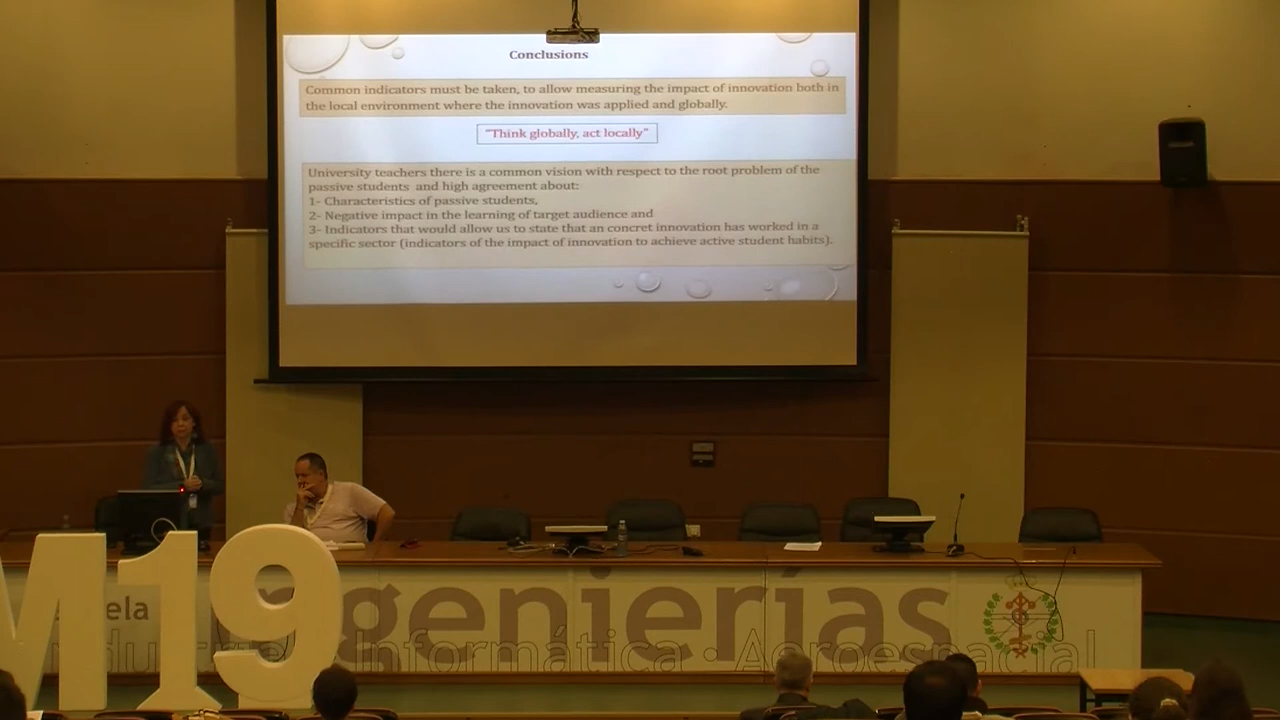 Conclusions
Common indicators must be taken, to allow measuring the impact of innovation both in
the local environment where the innovation was applied and globally.
"Think globally, act locally"
University teachers there is a common vision with respect to the root problem of the
passive students and high agreement about:
1- Characteristics of passive students,
2- Negative impact in the learning of target audience and
3- Indicators that would allow us to state that an concret innovation has worked in a
specific sector (indicators of the impact of innovation to achieve active student habits).
M19
ela
ngenierías
ndustrial · Informática · Aeroespacial